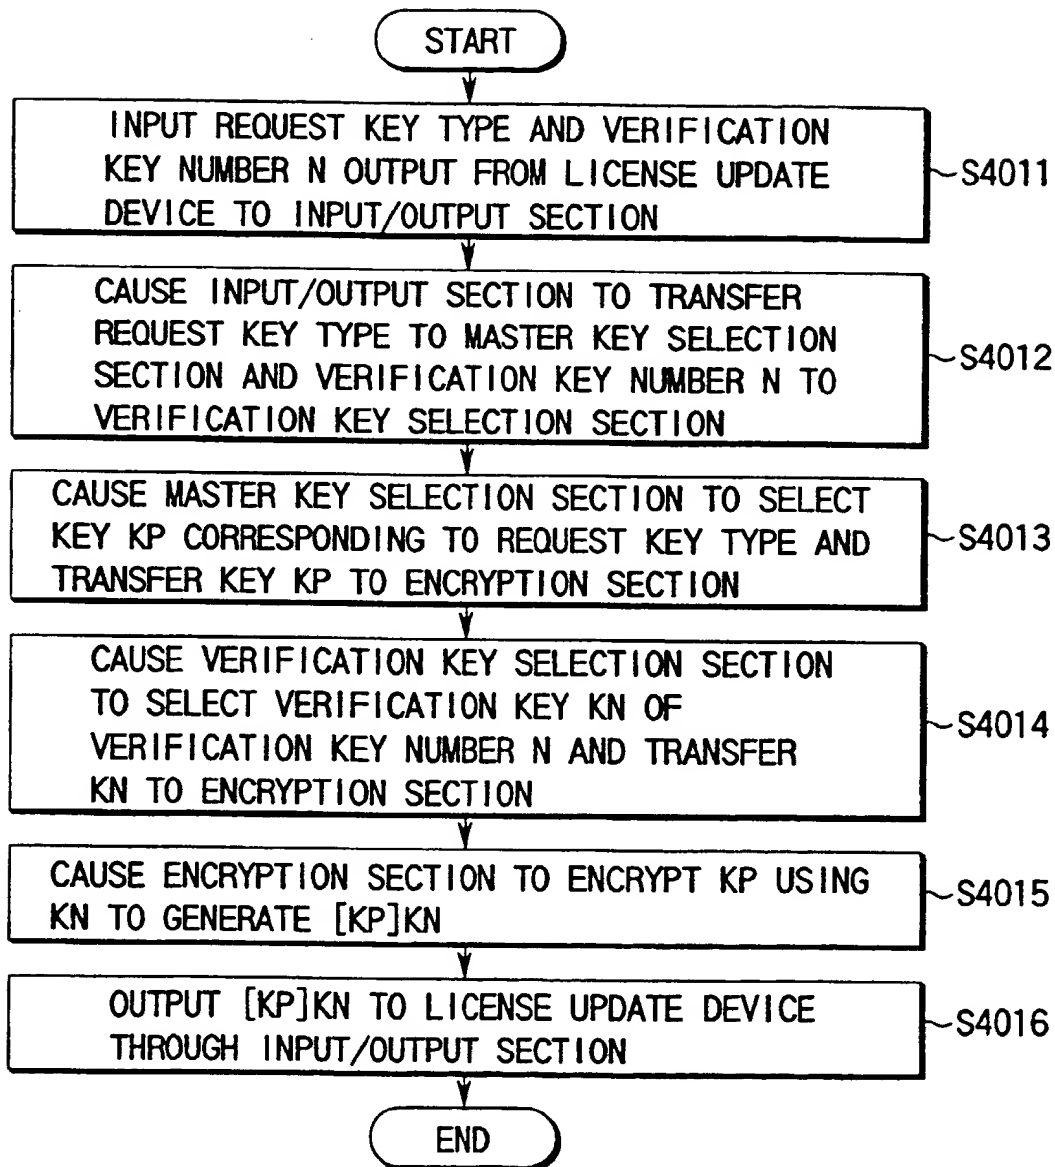 START
INPUT REQUEST KEY TYPE AND VERIFICATION
KEY NUMBER N OUTPUT FROM LICENSE UPDATE
DEVICE TO INPUT/OUTPUT SECTION
S4011
CAUSE INPUT/OUTPUT SECTION TO TRANSFER
REQUEST KEY TYPE TO MASTER KEY SELECTION
SECTION AND VERIFICATION KEY NUMBER N TO
VERIFICATION KEY SELECTION SECTION
S4012
CAUSE MASTER KEY SELECTION SECTION TO SELECT
KEY KP CORRESPONDING TO REQUEST KEY TYPE AND
TRANSFER KEY KP TO ENCRYPTION SECTION
S4013
CAUSE VERIFICATION KEY SELECTION SECTION
TO SELECT VERIFICATION KEY KN OF
VERIFICATION KEY NUMBER N AND TRANSFER
KN TO ENCRYPTION SECTION
S4014
CAUSE ENCRYPTION SECTION TO ENCRYPT KP USING
KN TO GENERATE [KP]KN
S4015
OUTPUT [KP]KN TO LICENSE UPDATE DEVICE
THROUGH INPUT/OUTPUT SECTION
S4016
END